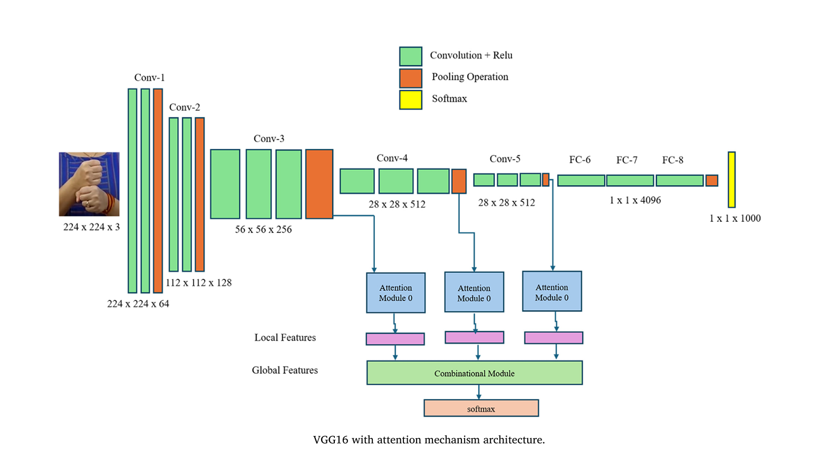 Convolution + Relu
Pooling Operation
Softmax
Conv-1
Conv-2
Conv-3
Conv-4
Conv-5
FC-6
FC-7
FC-8
224 x 224 x 3
224 x 224 x 64
112 x 112 x 128
56 x 56 x 256
28 x 28 x 512
28 x 28 x 512
1 x 1 x 4096
1 x 1 x 1000
Attention
Module 0
Attention
Module 0
Attention
Module 0
Local Features
Global Features
Combinational Module
softmax
VGG16 with attention mechanism architecture.